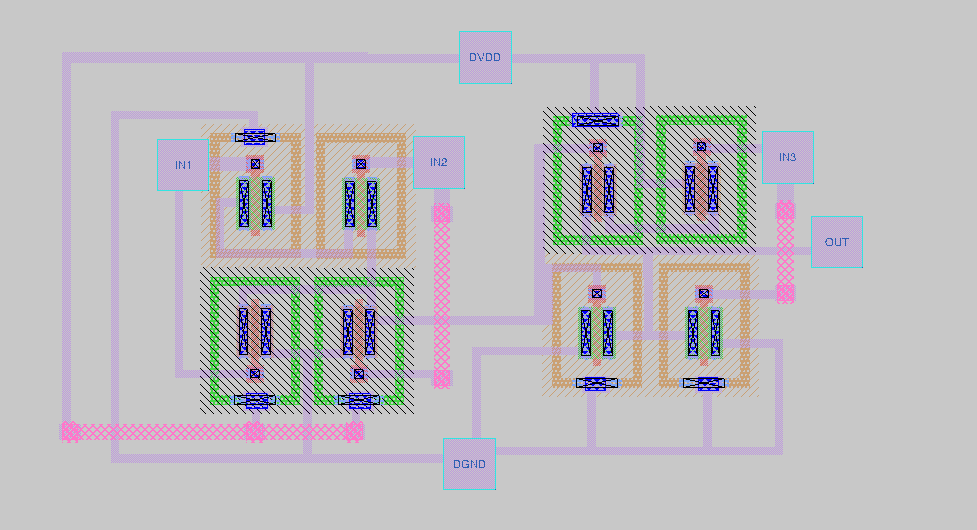 DVDD
IN1
IN2
IN3
OUT
DGND